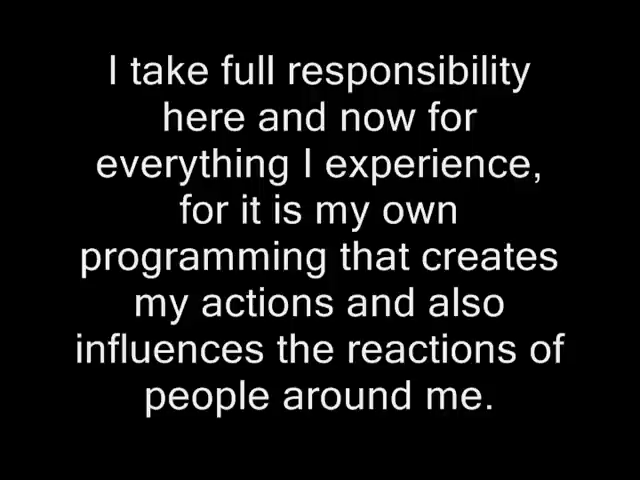 I take full responsibility
here and now for
everything I experience,
for it is my own
programming that creates
my actions and also
influences the reactions of
people around me.